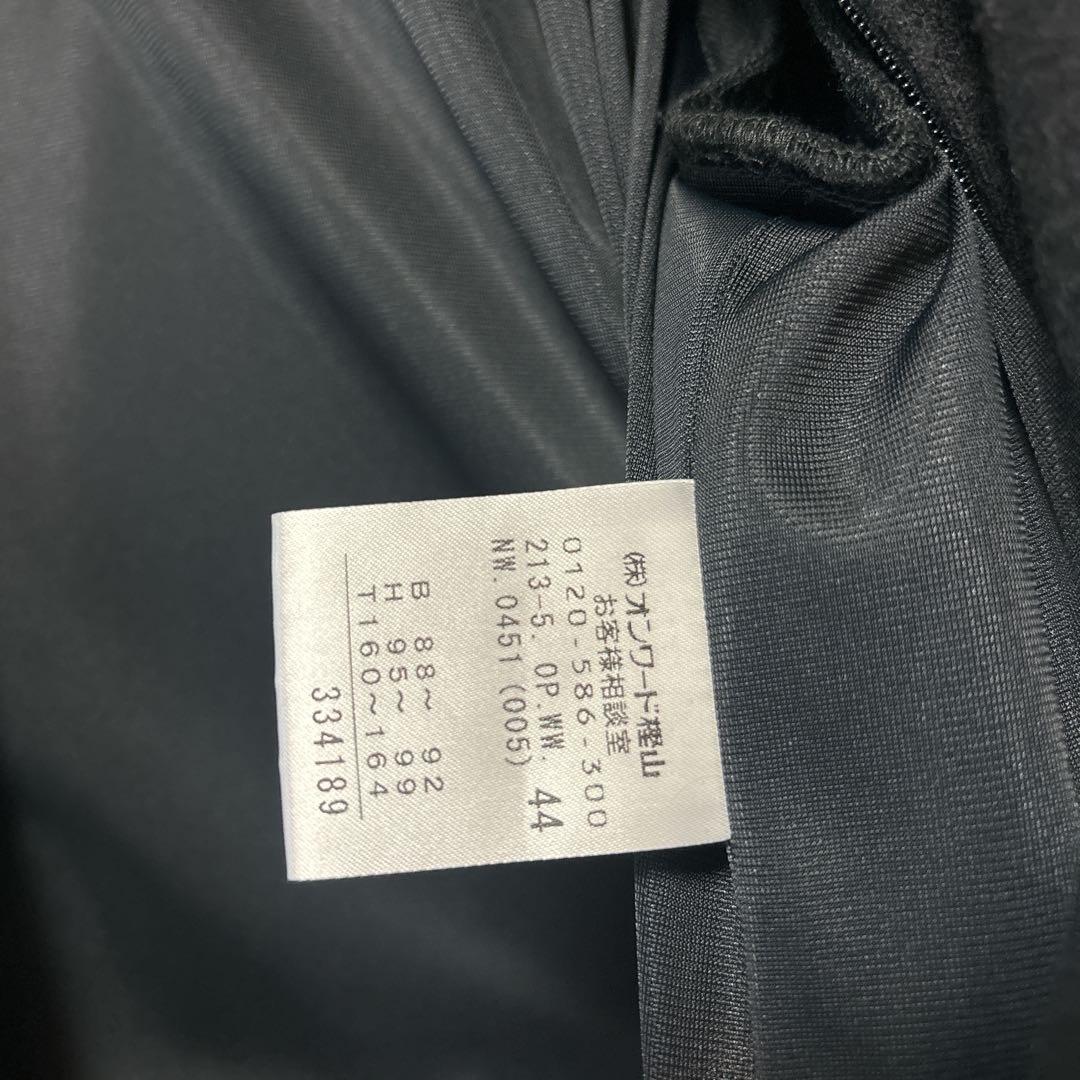 (株)オンワード樫山
お客様相談室
0120-586-300
213-5. OP.WW. 44
NW.0451(005)
B 88～ 92
H 95～ 99
T160～164
334189